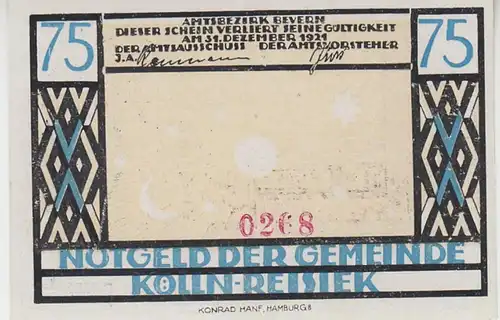 75
75
AMTSBEZIRK BEVERN
DIESER SCHEIN VERLIERT SEINE GÜLTIGKEIT
AM 31. DEZEMBER 1921
DER AMTSAUSSCHUSS DER AMTSVORSTEHER
J.A.
0268
NOTGELD DER GEMEINDE
KÖLLN-REISIEK
KONRAD HANF, HAMBURG 8